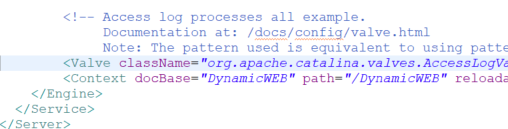 <!-- Access log processes all example.
Documentation at: /docs/config/valve.html
Note: The pattern used is equivalent to using patte
<Valve className="org.apache.catalina.valves.AccessLogVa
<Context docBase="DynamicWEB" path="/DynamicWEB" reloada
</Engine>
</Service>
</Server>